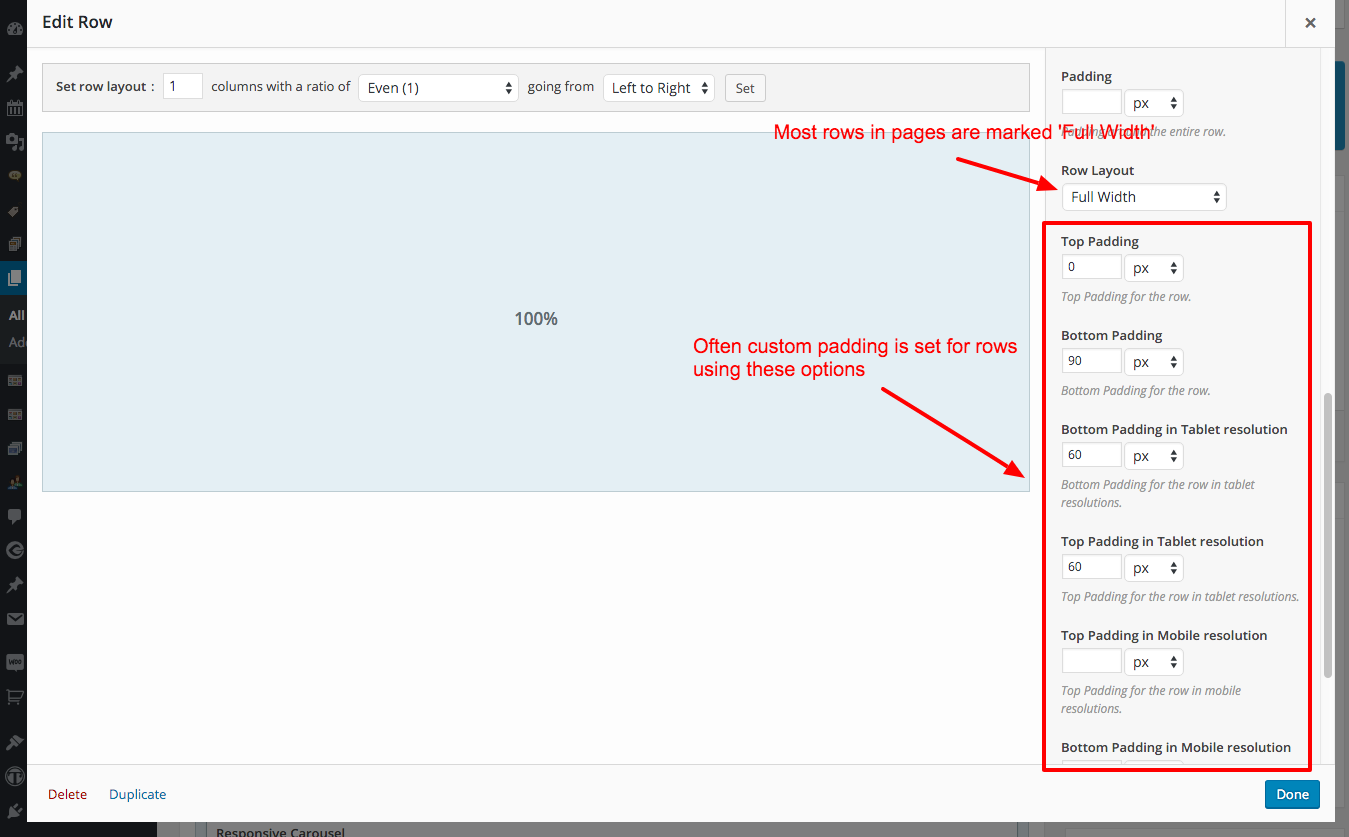 Edit Row
×
Set row layout : 1 columns with a ratio of Even (1) going from Left to Right Set
100%
Padding
px
Padding around the entire row.
Most rows in pages are marked 'Full Width'
Row Layout
Full Width
Often custom padding is set for rows
using these options
Top Padding
0 px
Top Padding for the row.
Bottom Padding
90 px
Bottom Padding for the row.
Bottom Padding in Tablet resolution
60 px
Bottom Padding for the row in tablet
resolutions.
Top Padding in Tablet resolution
60 px
Top Padding for the row in tablet resolutions.
Top Padding in Mobile resolution
px
Top Padding for the row in mobile
resolutions.
Bottom Padding in Mobile resolution
All
Add
Woo
Delete Duplicate
Done
Responsive Carousel